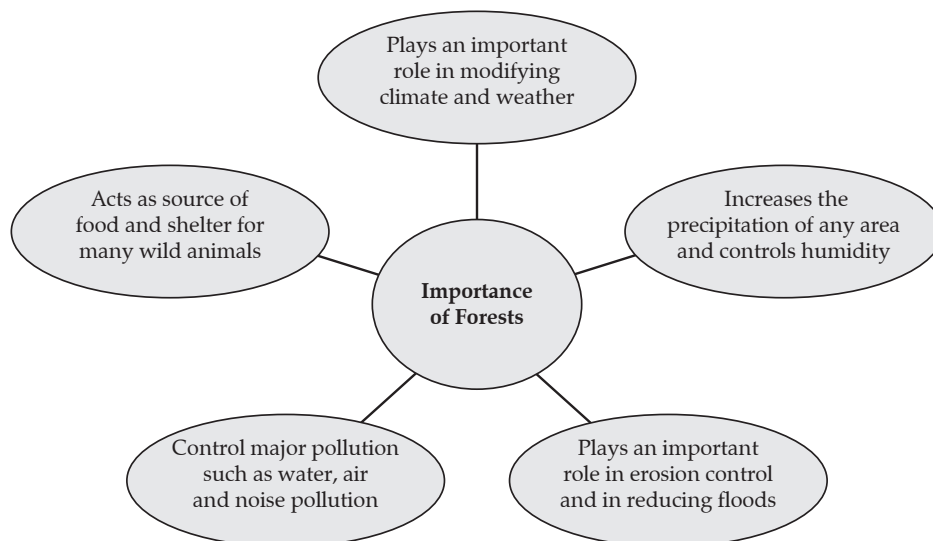 Plays an important
role in modifying
climate and weather
Acts as source of
food and shelter for
many wild animals
Increases the
precipitation of any area
and controls humidity
Importance
of Forests
Control major pollution
such as water, air
and noise pollution
Plays an important
role in erosion control
and in reducing floods